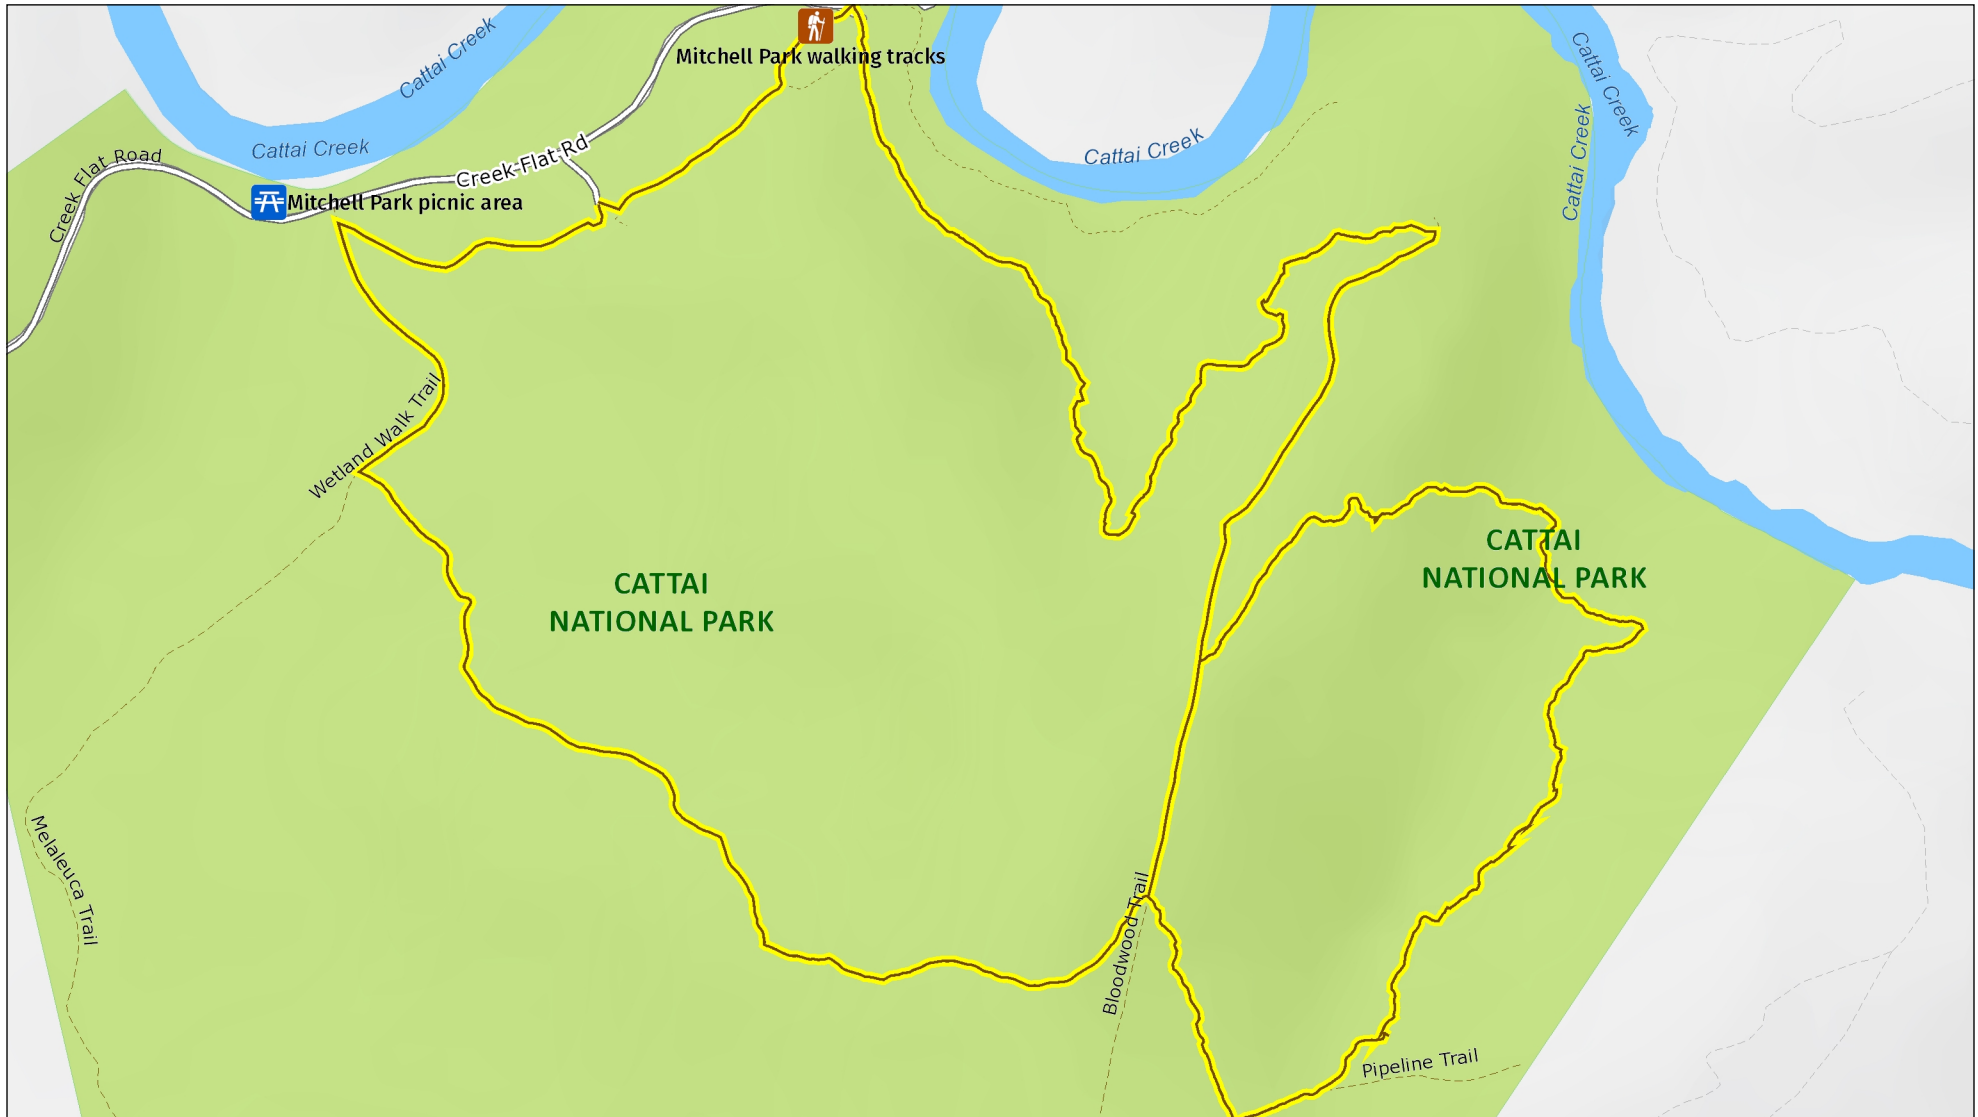 Cattai Creek
Mitchell Park walking tracks
Cattai Creek
Cattai Creek
Cattai Creek
Cattai Creek
Cattai Creek
Creek Flat Road
Creek-Flat Rd
Mitchell Park picnic area
Wetland Walk Trail
CATTAI
NATIONAL PARK
CATTAI
NATIONAL PARK
Melaleuca Trail
Bloodwood Trail
Pipeline Trail